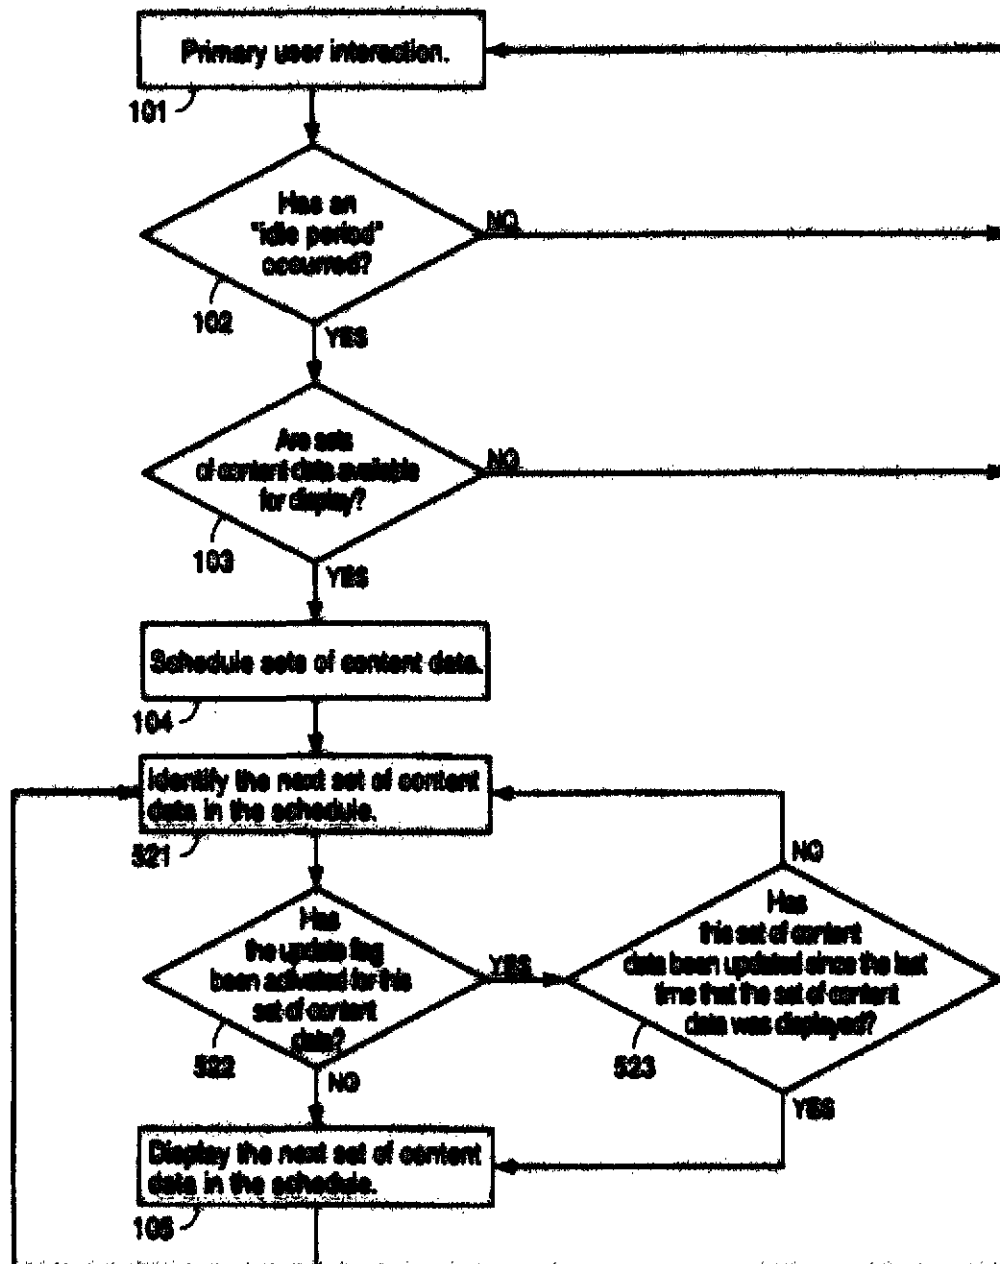 Primary user interaction.
101
Has an
"idle period"
occurred?
NO
102
YES
Are sets
of content data available
for display?
NO
103
YES
Schedule sets of content data.
104
Identify the next set of content
data in the schedule.
521
NO
Has
the update flag
been activated for this
set of content
data?
YES
522
NO
Has
this set of content
data been updated since the last
time that the set of content
data was displayed?
523
YES
Display the next set of content
data in the schedule.
105